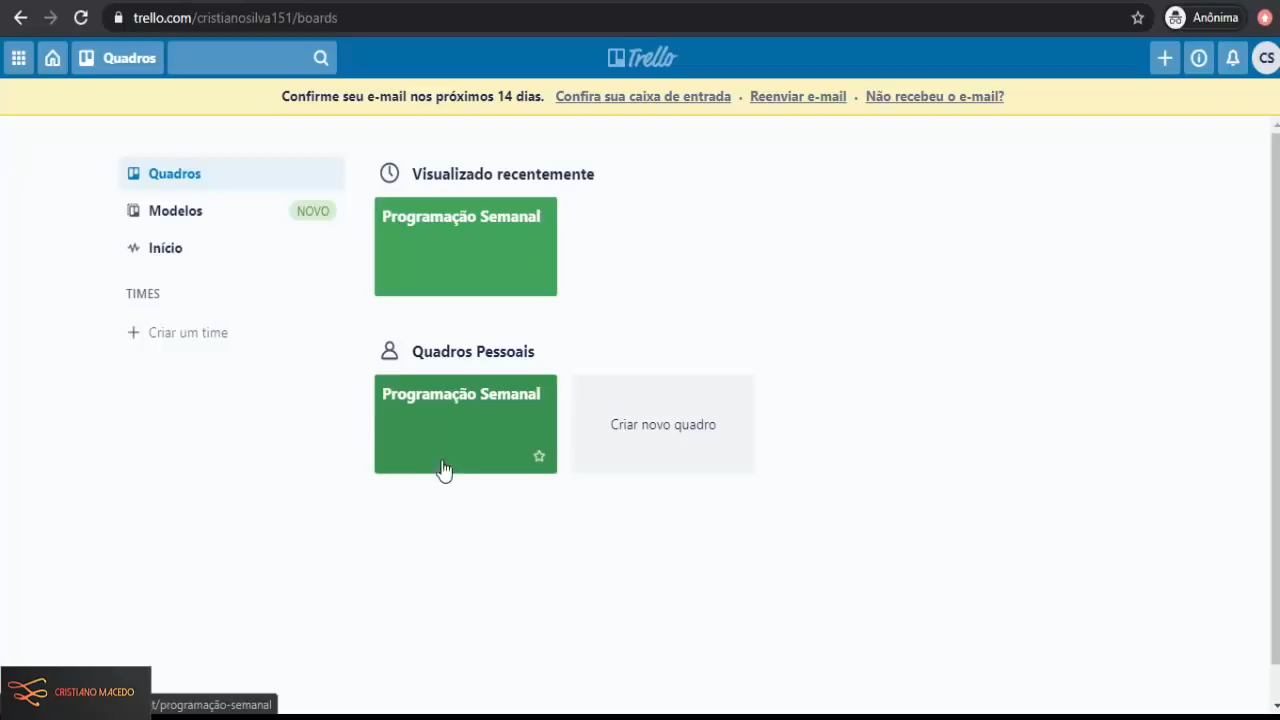 trello.com/cristianosilva151/boards
Anônima
Quadros
Trello
CS
Confirme seu e-mail nos próximos 14 dias. Confira sua caixa de entrada · Reenviar e-mail · Não recebeu o e-mail?
Quadros
Modelos NOVO
Início
TIMES
+ Criar um time
Visualizado recentemente
Programação Semanal
Quadros Pessoais
Programação Semanal
Criar novo quadro
CRISTIANO MACEDO
t/programação-semanal